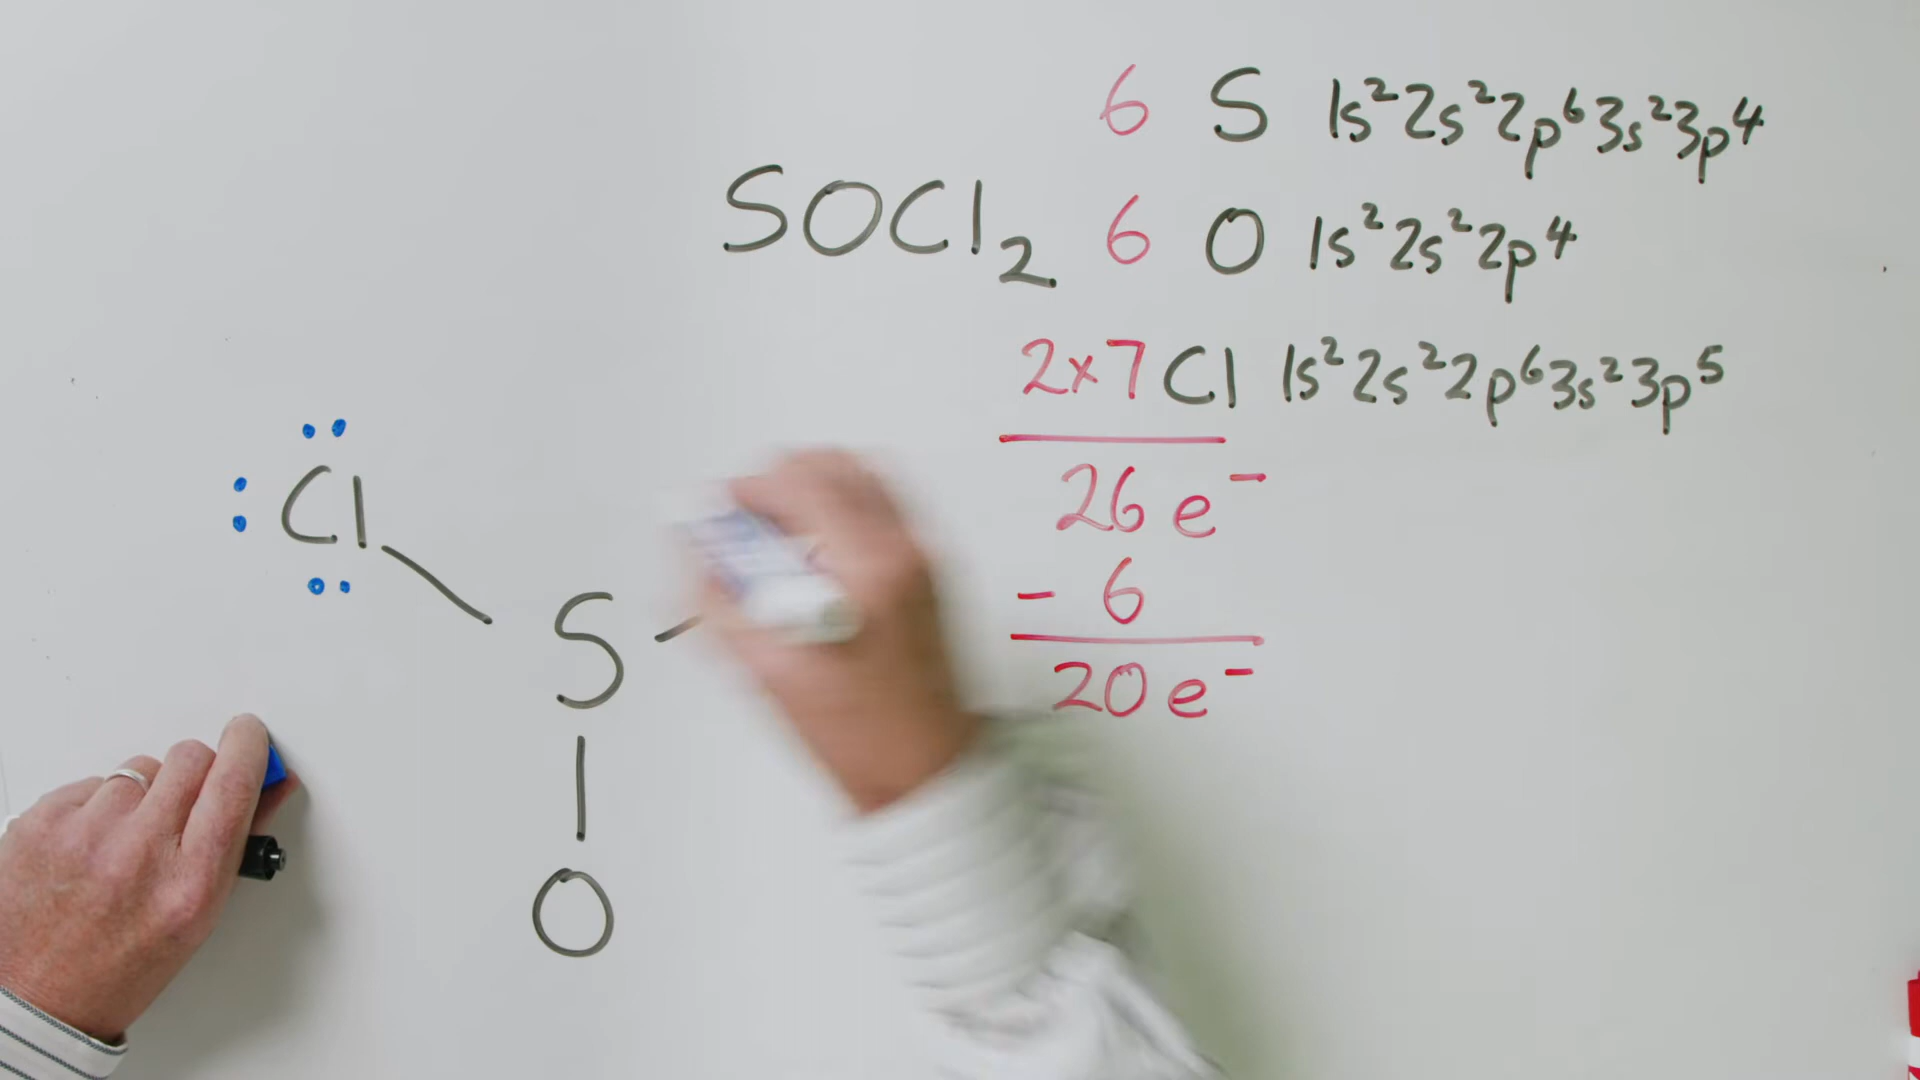 6 S 1s²2s²2p⁶3s²3p⁴
SOCl₂ 6 O 1s²2s²2p⁴
2x7 Cl 1s²2s²2p⁶3s²3p⁵
26 e⁻
- 6
20 e⁻
Cl
S
O